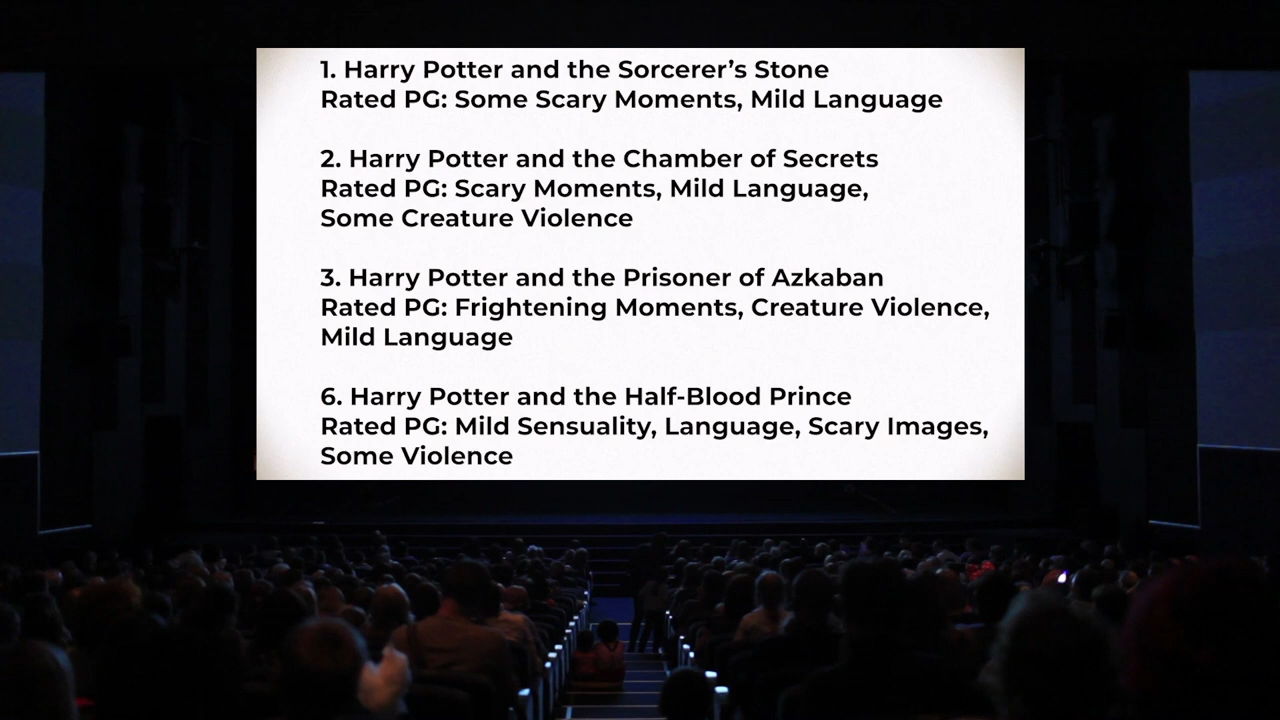 1. Harry Potter and the Sorcerer’s Stone
Rated PG: Some Scary Moments, Mild Language
2. Harry Potter and the Chamber of Secrets
Rated PG: Scary Moments, Mild Language,
Some Creature Violence
3. Harry Potter and the Prisoner of Azkaban
Rated PG: Frightening Moments, Creature Violence,
Mild Language
6. Harry Potter and the Half-Blood Prince
Rated PG: Mild Sensuality, Language, Scary Images,
Some Violence